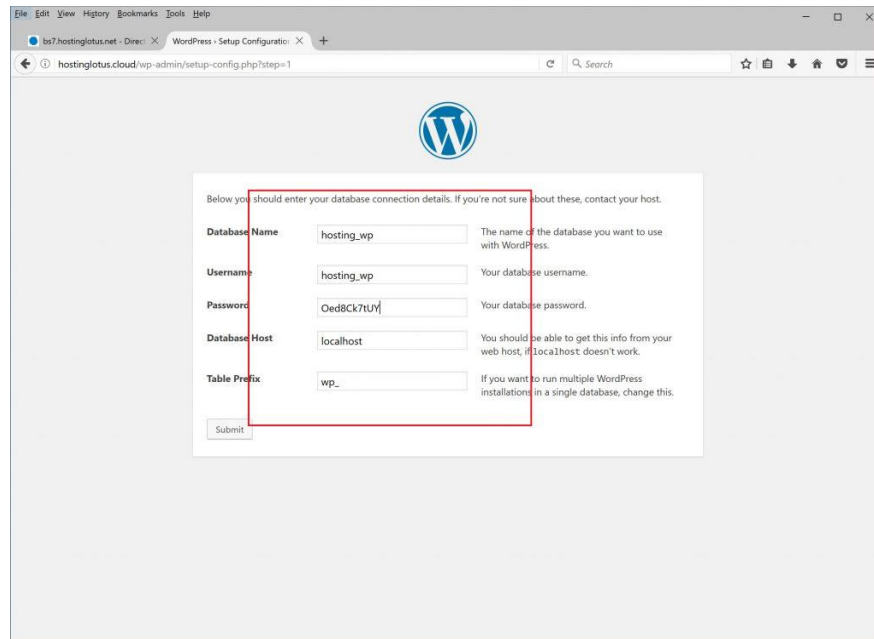 File Edit View History Bookmarks Tools Help
bs7.hostinglotus.net - Direct
WordPress › Setup Configuration
hostinglotus.cloud/wp-admin/setup-config.php?step=1
Search
Below you should enter your database connection details. If you're not sure about these, contact your host.
Database Name
hosting_wp
The name of the database you want to use
with WordPress.
Username
hosting_wp
Your database username.
Password
Oed8Ck7tUY
Your database password.
Database Host
localhost
You should be able to get this info from your
web host, if localhost doesn't work.
Table Prefix
wp_
If you want to run multiple WordPress
installations in a single database, change this.
Submit